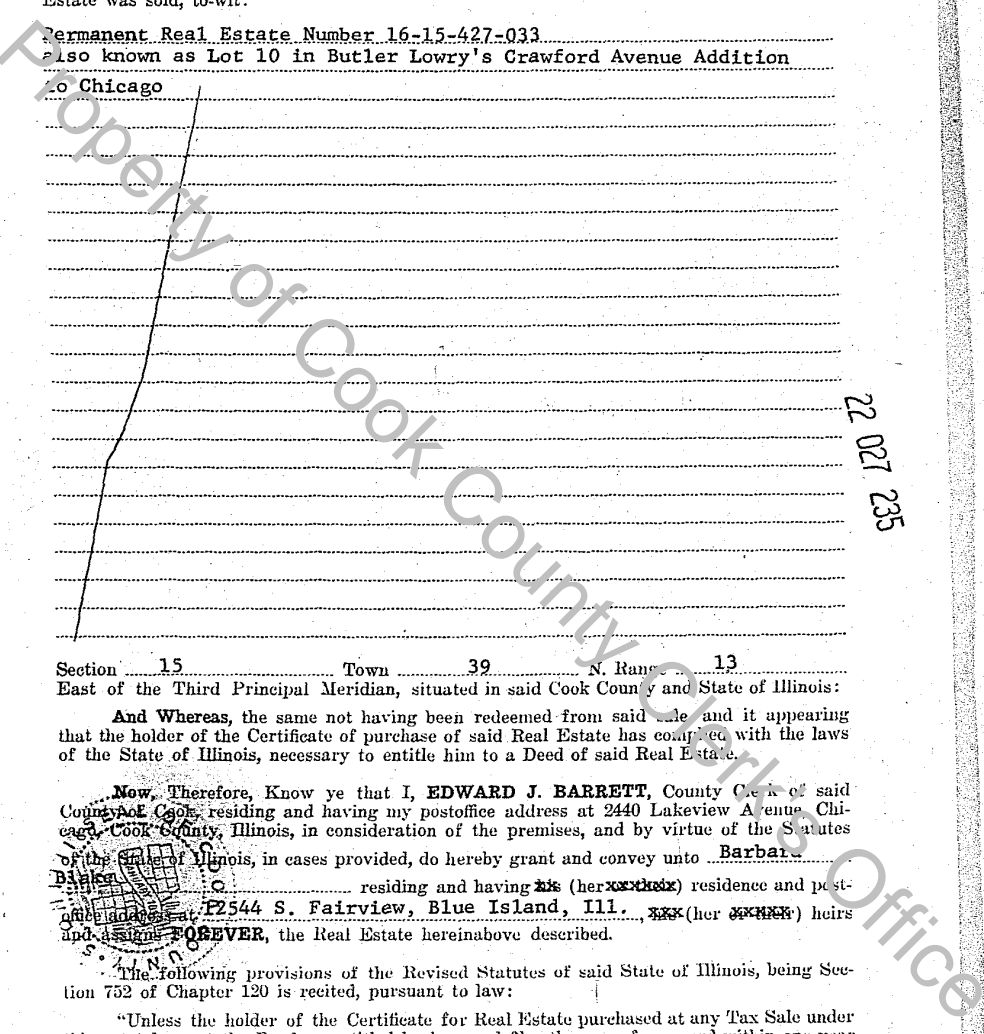 Estate was sold, to-wit:
Permanent Real Estate Number 16-15-427-033
also known as Lot 10 in Butler Lowry's Crawford Avenue Addition
to Chicago
22 027 235
Section 15 Town 39 N. Range 13
East of the Third Principal Meridian, situated in said Cook County and State of Illinois:
And Whereas, the same not having been redeemed from said sale and it appearing
that the holder of the Certificate of purchase of said Real Estate has complied with the laws
of the State of Illinois, necessary to entitle him to a Deed of said Real Estate.
Now, Therefore, Know ye that I, EDWARD J. BARRETT, County Clerk of said
County of Cook, residing and having my postoffice address at 2440 Lakeview Avenue, Chi-
cago, Cook County, Illinois, in consideration of the premises, and by virtue of the Statutes
of the State of Illinois, in cases provided, do hereby grant and convey unto Barbara
Blake residing and having (her) residence and post-
office address at 12544 S. Fairview, Blue Island, Ill., (her) heirs
and assigns FOREVER, the Real Estate hereinabove described.
The following provisions of the Revised Statutes of said State of Illinois, being Sec-
tion 752 of Chapter 120 is recited, pursuant to law:
"Unless the holder of the Certificate for Real Estate purchased at any Tax Sale under
Property of Cook County Clerk's Office